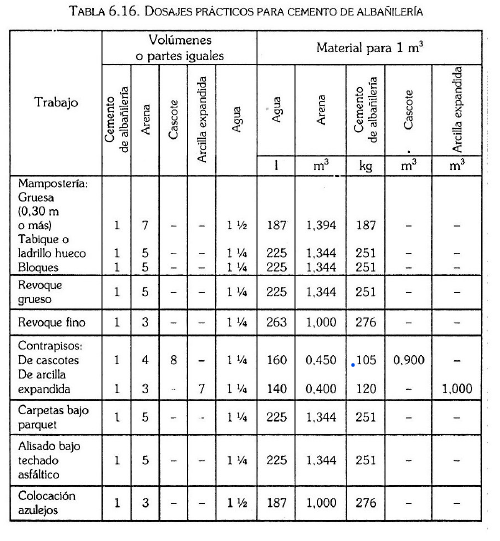 TABLA 6.16. DOSAJES PRÁCTICOS PARA CEMENTO DE ALBAÑILERÍA
Trabajo | Volúmenes o partes iguales | Material para 1 m³
Cemento de albañilería | Arena | Cascote | Arcilla expandida | Agua | Agua | Arena | Cemento de albañilería | Cascote | Arcilla expandida
l | m³ | kg | m³ | m³
Mampostería:
Gruesa
(0,30 m
o más) 1 7 – – 1 ½ 187 1,394 187 – –
Tabique o
ladrillo hueco 1 5 – – 1 ¼ 225 1,344 251 – –
Bloques 1 5 – – 1 ¼ 225 1,344 251 – –
Revoque
grueso 1 5 – – 1 ¼ 225 1,344 251 – –
Revoque fino 1 3 – – 1 ¼ 263 1,000 276 – –
Contrapisos:
De cascotes 1 4 8 – 1 ¼ 160 0,450 105 0,900 –
De arcilla
expandida 1 3 - 7 1 ¼ 140 0,400 120 – 1,000
Carpetas bajo
parquet 1 5 – – 1 ¼ 225 1,344 251 – –
Alisado bajo
techado
asfáltico 1 5 – – 1 ¼ 225 1,344 251 – –
Colocación
azulejos 1 3 – – 1 ½ 187 1,000 276 – –